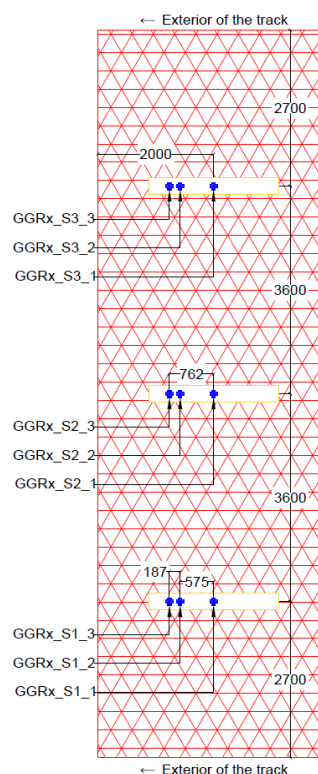 ← Exterior of the track
2700
2000
GGRx_S3_3
GGRx_S3_2
GGRx_S3_1
3600
762
GGRx_S2_3
GGRx_S2_2
GGRx_S2_1
3600
187
575
GGRx_S1_3
GGRx_S1_2
GGRx_S1_1
2700
← Exterior of the track